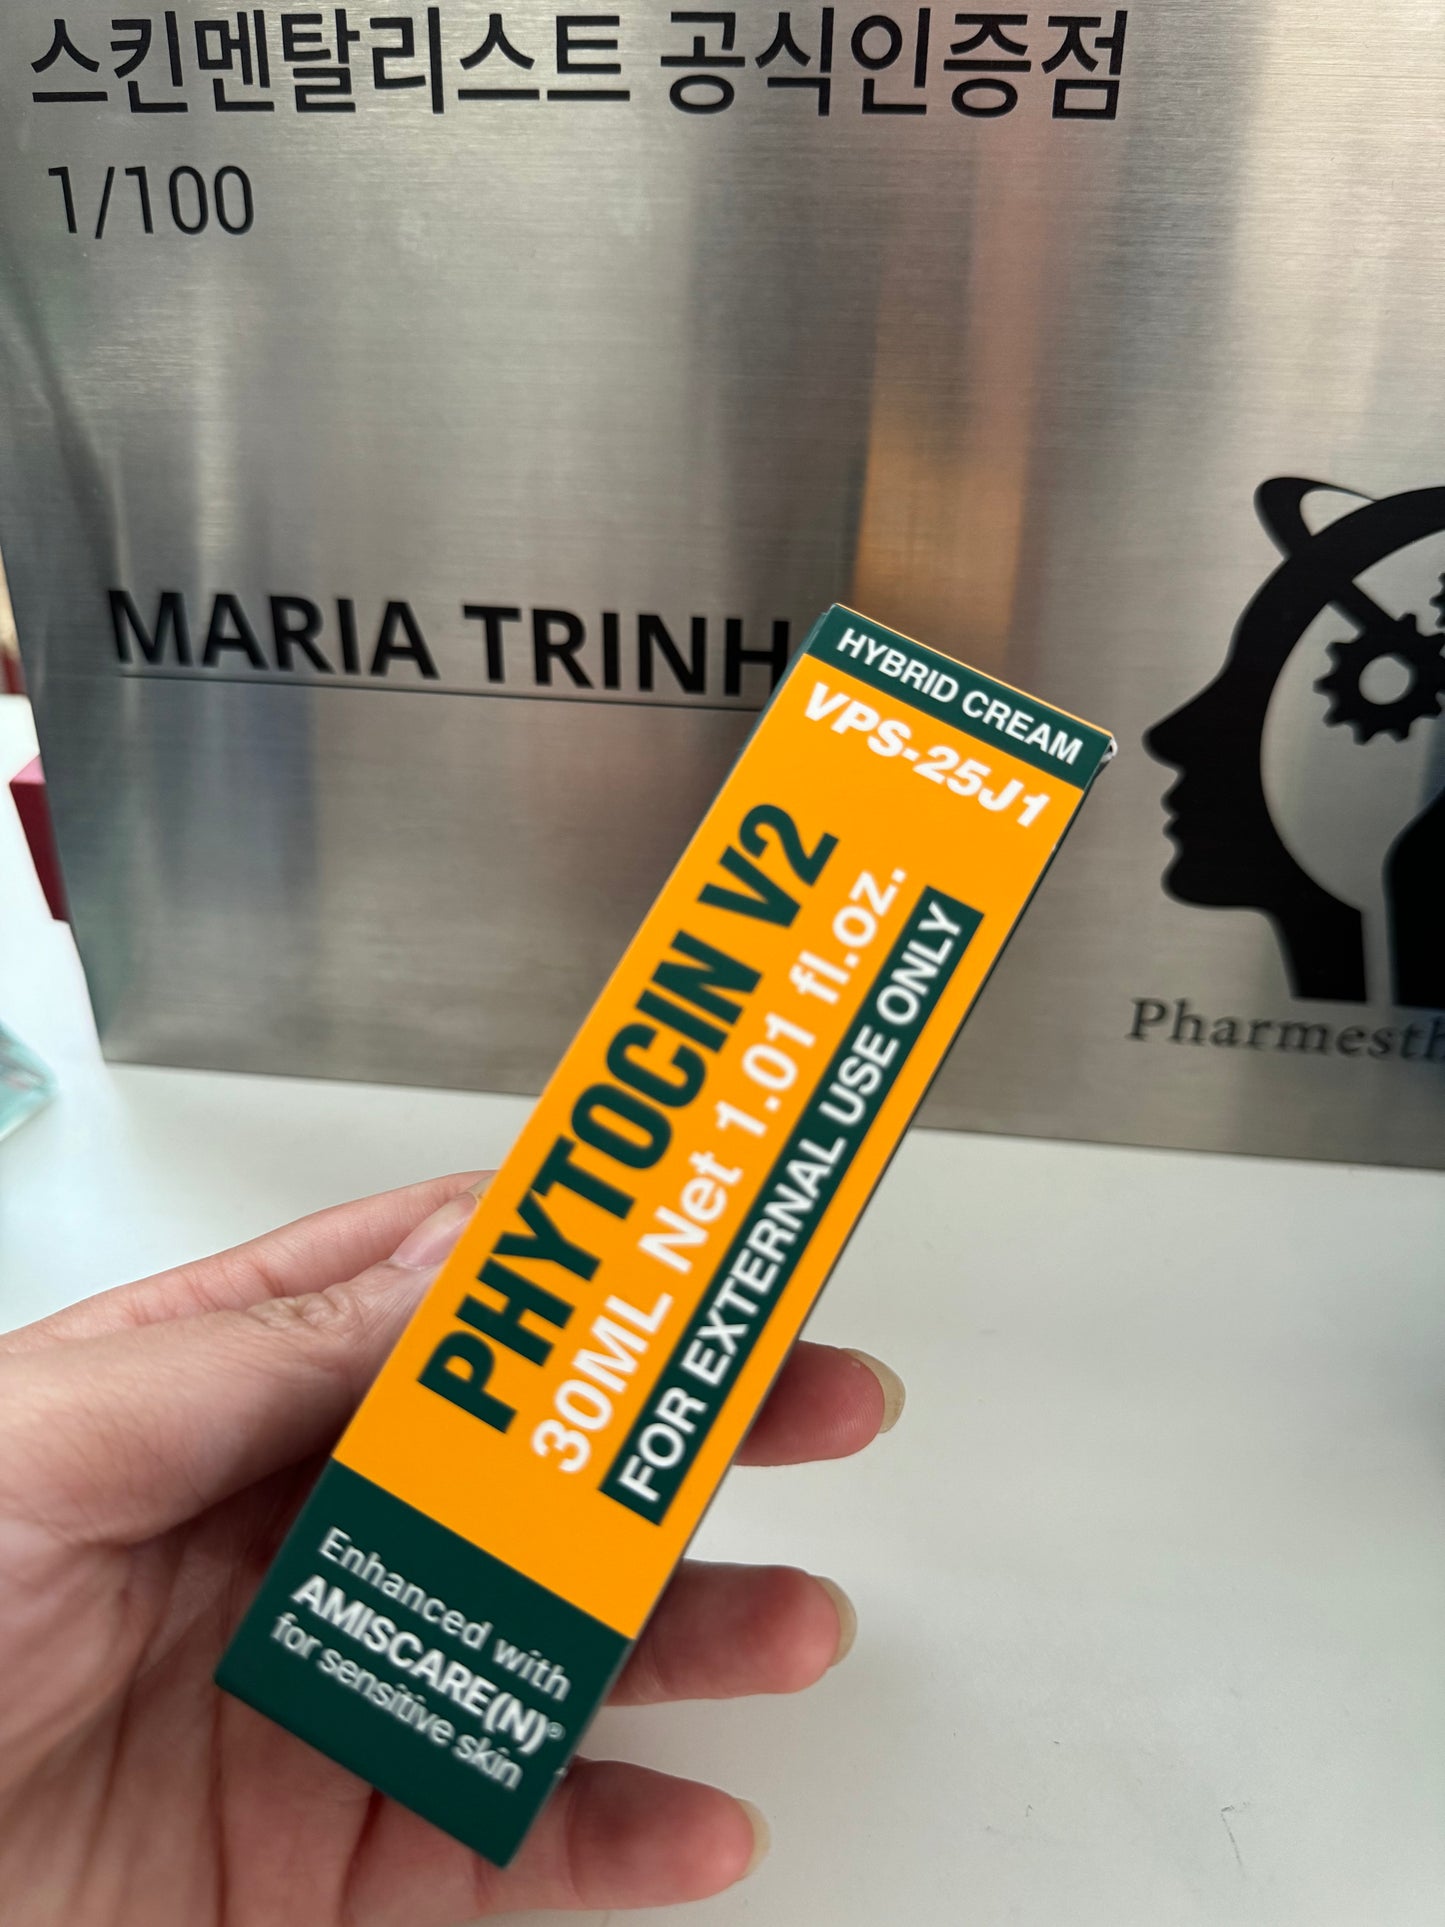 스킨멘탈리스트 공식인증점
1/100
MARIA TRINH
Pharmesth
HYBRID CREAM
VPS-25J1
PHYTOCIN V2
30ML Net 1.01 fl.oz.
FOR EXTERNAL USE ONLY
Enhanced with
AMISCARE(N)®
for sensitive skin